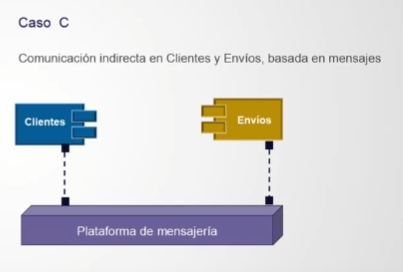 Caso C
Comunicación indirecta en Clientes y Envíos, basada en mensajes
Clientes
Envíos
Plataforma de mensajería